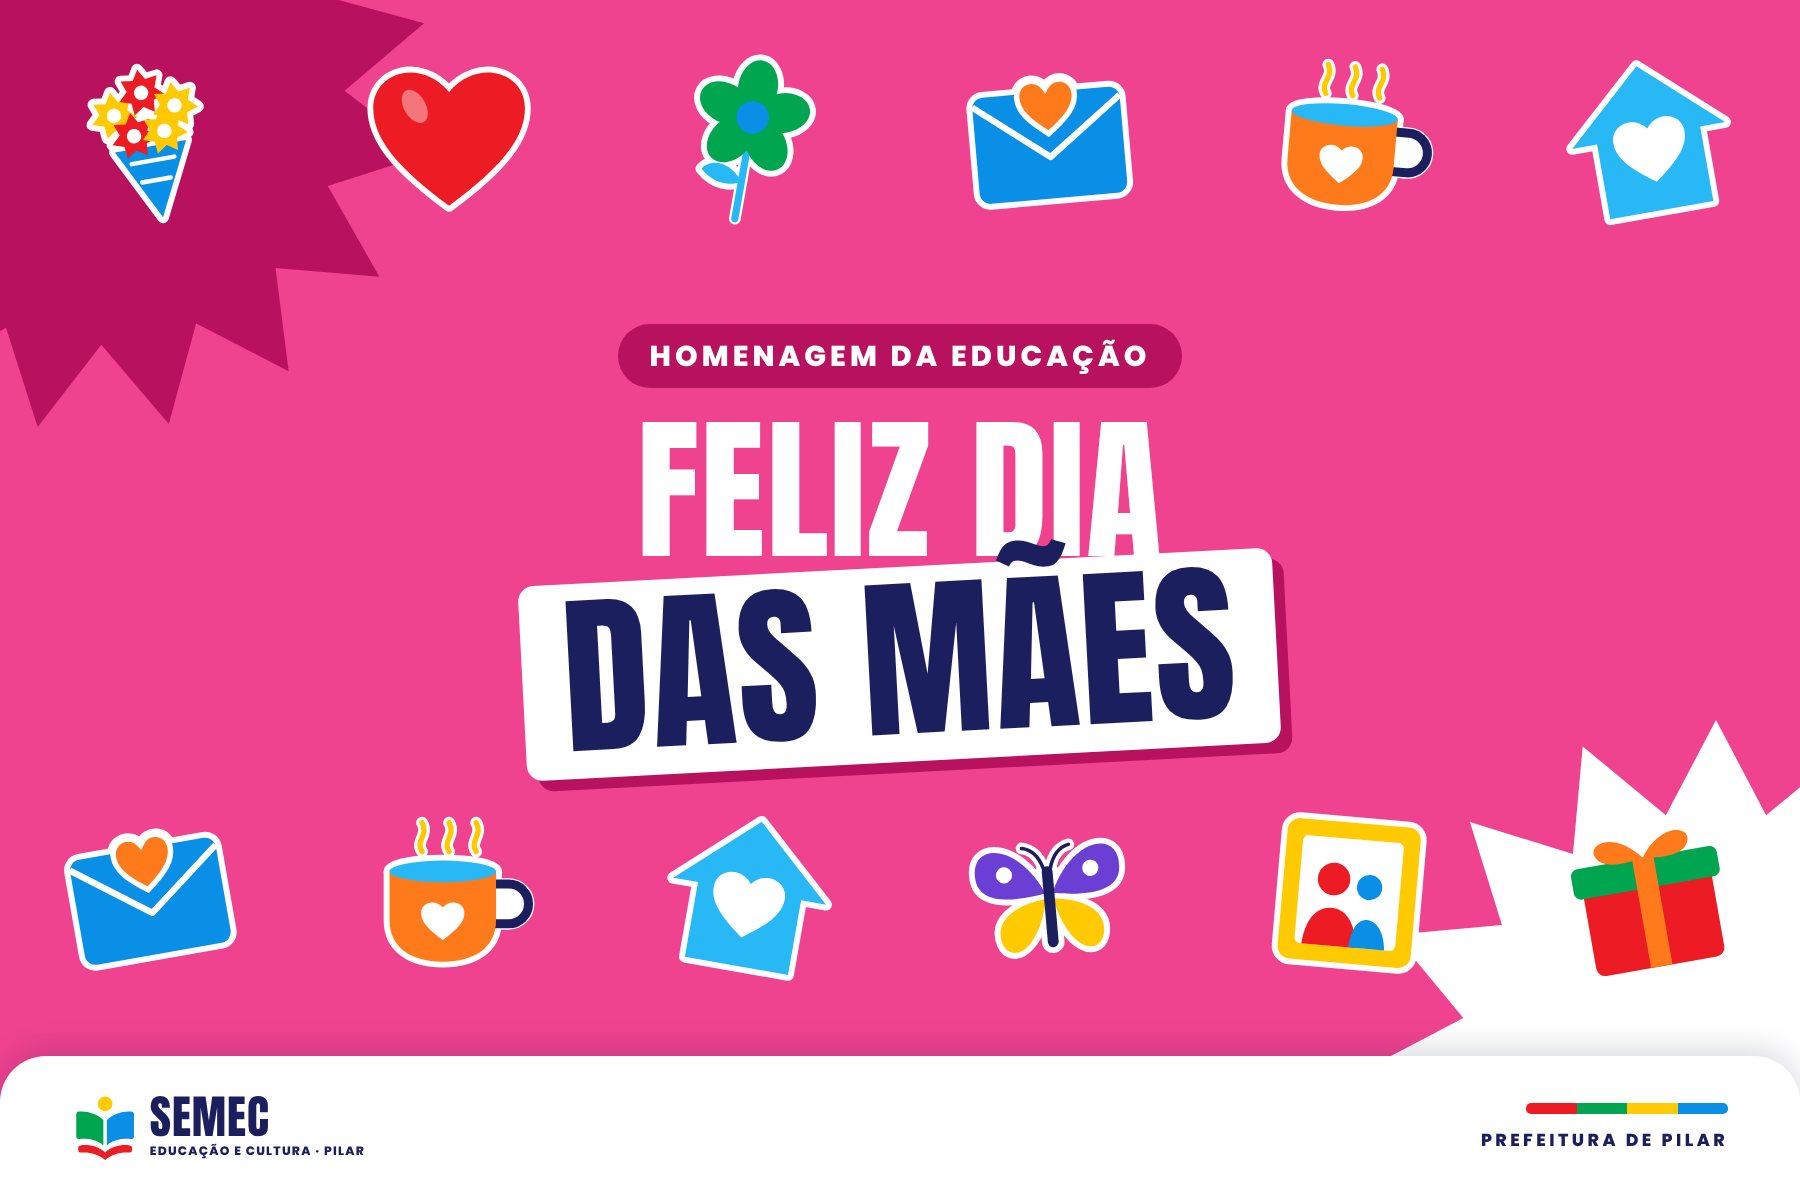 HOMENAGEM DA EDUCAÇÃO
FELIZ DIA
DAS MÃES
SEMEC
EDUCAÇÃO E CULTURA · PILAR
PREFEITURA DE PILAR